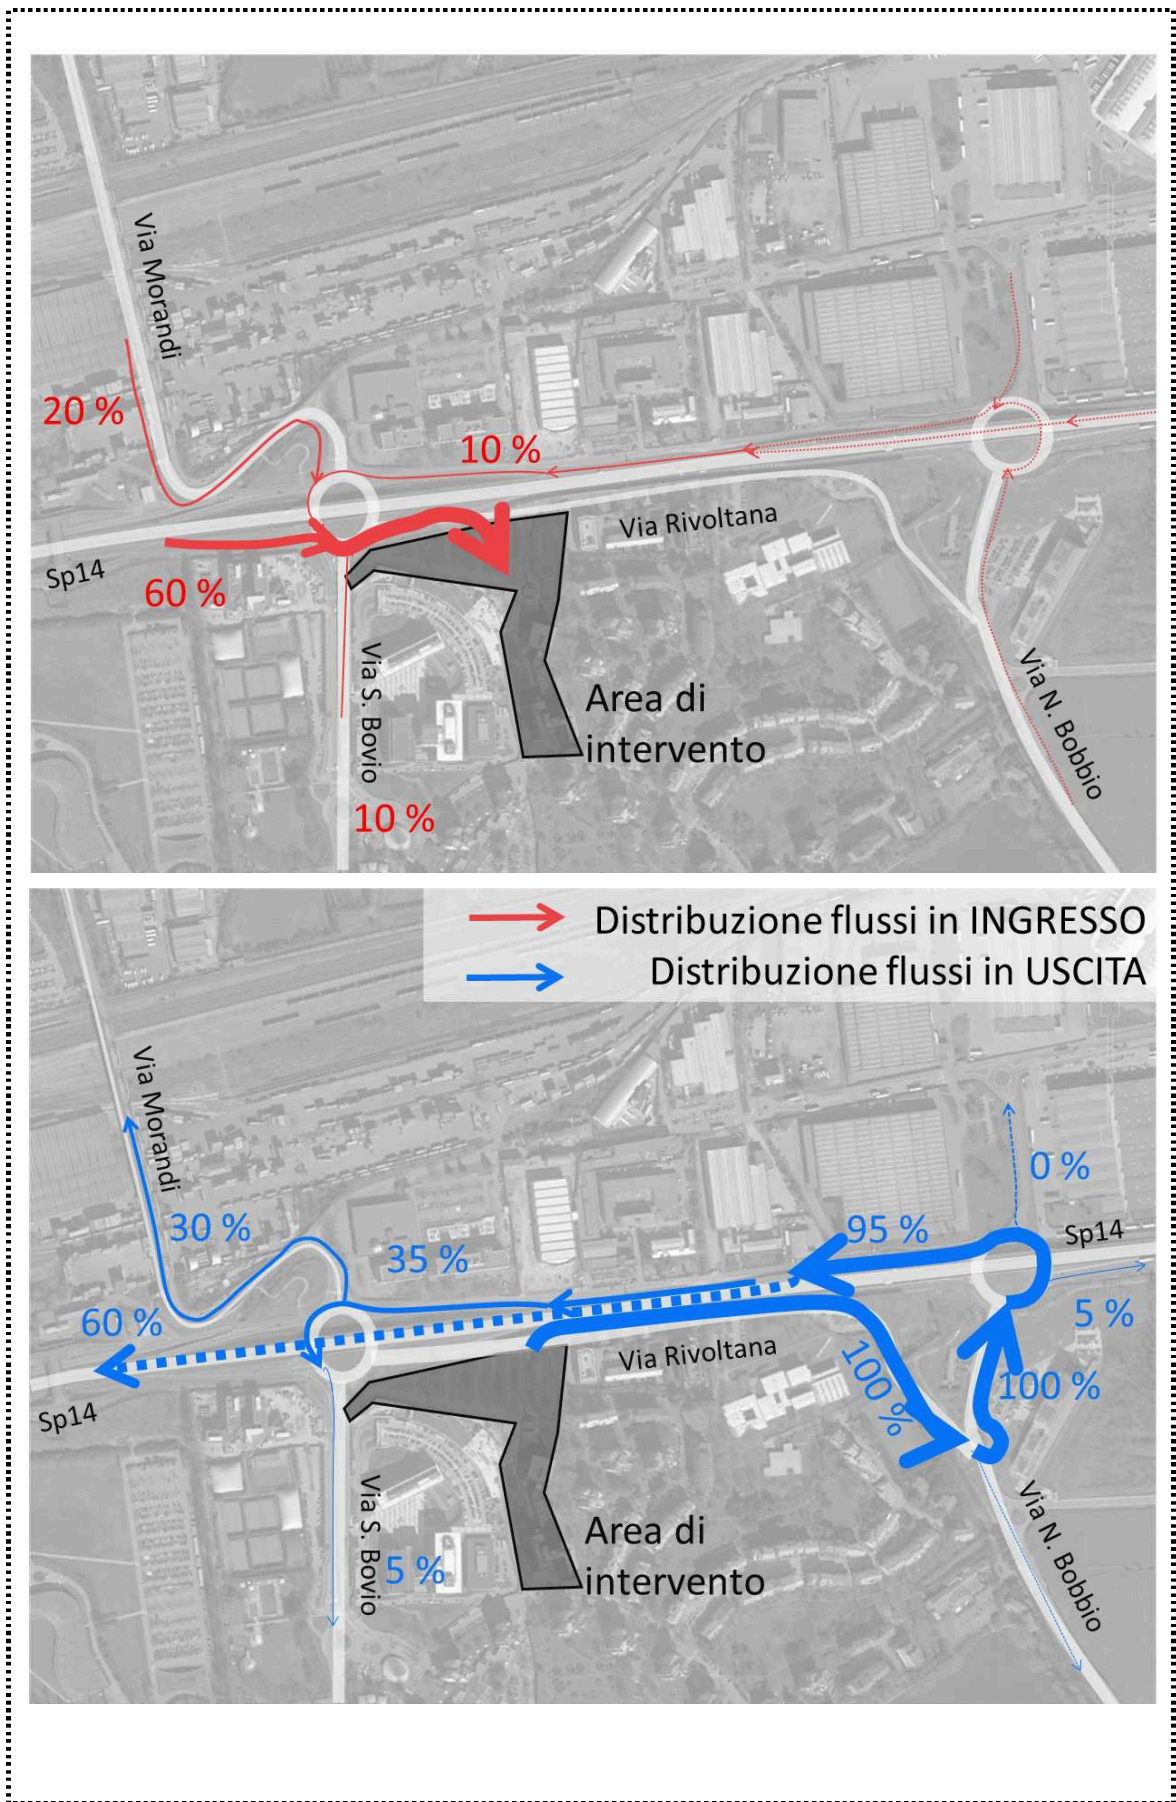 Via Morandi
20 %
10 %
Via Rivoltana
Sp14
60 %
Via S. Bovio
Area di
intervento
Via N. Bobbio
10 %
Distribuzione flussi in INGRESSO
Distribuzione flussi in USCITA
Via Morandi
0 %
30 %
95 %
Sp14
35 %
60 %
5 %
Via Rivoltana
100 %
100 %
Sp14
Via S. Bovio
5 %
Area di
intervento
Via N. Bobbio